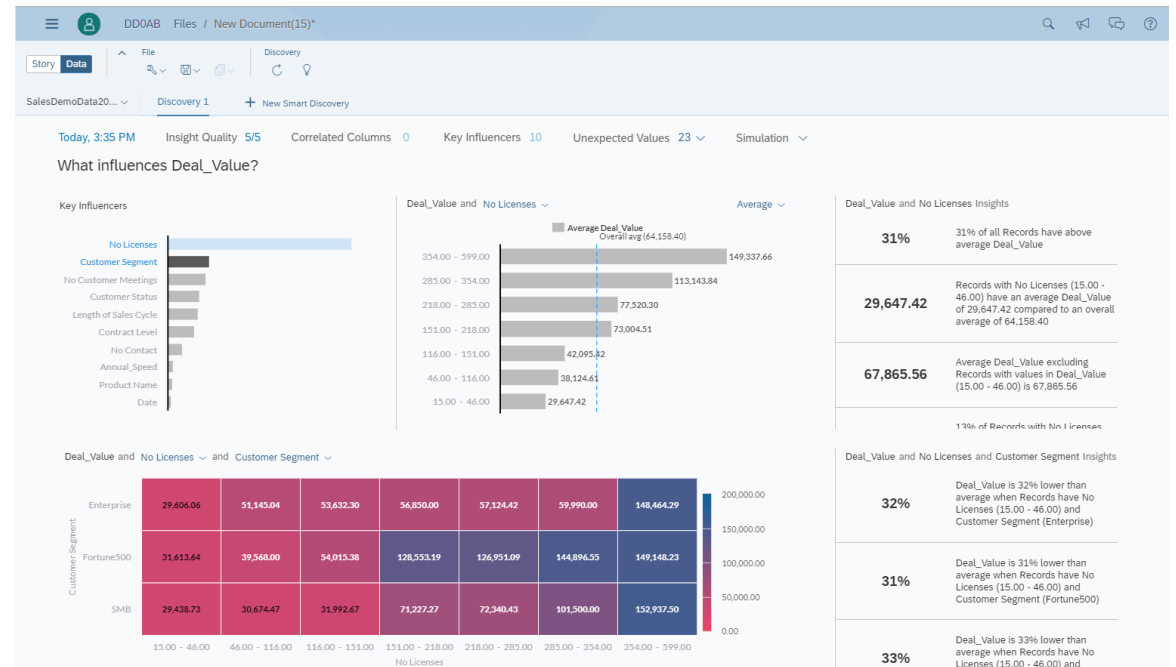 DD0AB Files / New Document(15)*
Story Data
File
Discovery
SalesDemoData20...
Discovery 1
+ New Smart Discovery
Today, 3:35 PM Insight Quality 5/5 Correlated Columns 0 Key Influencers 10 Unexpected Values 23 Simulation
What influences Deal_Value?
Key Influencers
No Licenses
Customer Segment
No Customer Meetings
Customer Status
Length of Sales Cycle
Contract Level
No Contact
Annual_Speed
Product Name
Date
Deal_Value and No Licenses
Average
Average Deal_Value
Overall avg (64,158.40)
354.00 - 599.00 149,337.66
285.00 - 354.00 113,143.84
218.00 - 285.00 77,520.30
151.00 - 218.00 73,004.51
116.00 - 151.00 42,095.42
46.00 - 116.00 38,124.61
15.00 - 46.00 29,647.42
Deal_Value and No Licenses Insights
31%
31% of all Records have above
average Deal_Value
29,647.42
Records with No Licenses (15.00 -
46.00) have an average Deal_Value
of 29,647.42 compared to an overall
average of 64,158.40
67,865.56
Average Deal_Value excluding
Records with values in Deal_Value
(15.00 - 46.00) is 67,865.56
13% of Records with No Licenses
Deal_Value and No Licenses and Customer Segment
Customer Segment
Enterprise 29,606.06 51,145.04 53,632.30 56,850.00 57,124.42 59,990.00 148,464.29
Fortune500 31,613.64 39,568.00 54,015.38 128,553.19 126,951.09 144,896.55 149,148.23
SMB 29,438.73 30,674.47 31,992.67 71,227.27 72,340.43 101,500.00 152,937.50
15.00 - 46.00 46.00 - 116.00 116.00 - 151.00 151.00 - 218.00 218.00 - 285.00 285.00 - 354.00 354.00 - 599.00
No Licenses
200,000.00
150,000.00
100,000.00
50,000.00
0.00
Deal_Value and No Licenses and Customer Segment Insights
32%
Deal_Value is 32% lower than
average when Records have No
Licenses (15.00 - 46.00) and
Customer Segment (Enterprise)
31%
Deal_Value is 31% lower than
average when Records have No
Licenses (15.00 - 46.00) and
Customer Segment (Fortune500)
33%
Deal_Value is 33% lower than
average when Records have No
Licenses (15.00 - 46.00) and